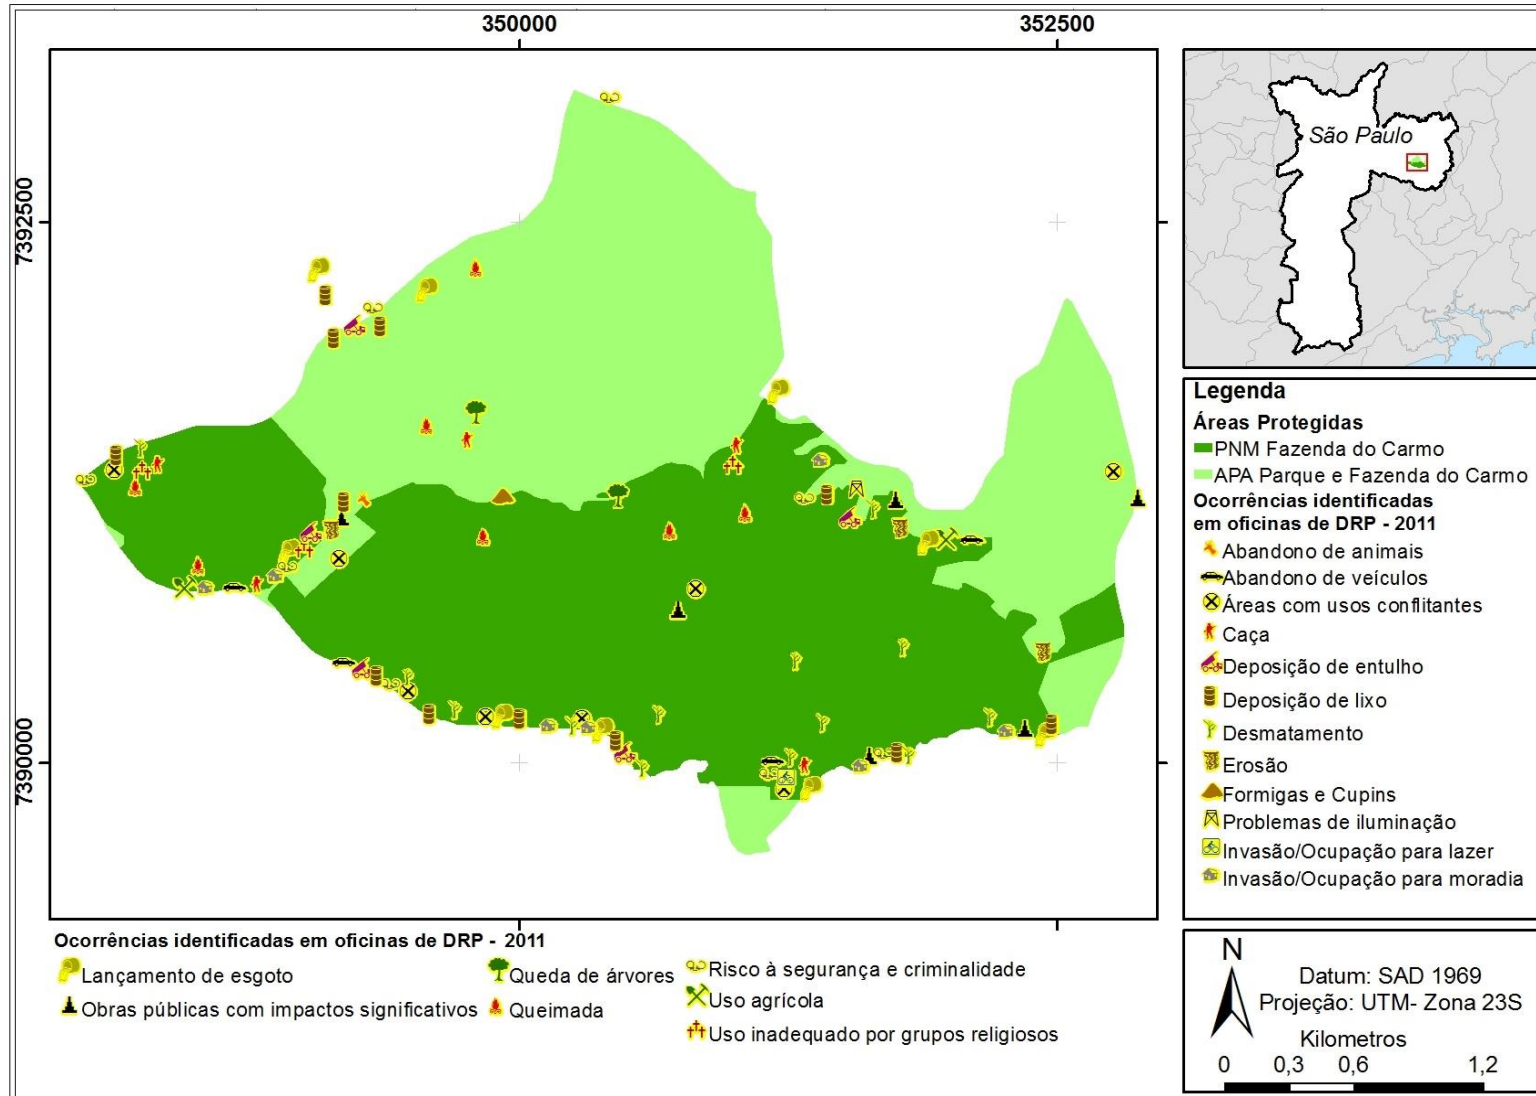 350000
352500
7392500
7390000
São Paulo
Legenda
Áreas Protegidas
PNM Fazenda do Carmo
APA Parque e Fazenda do Carmo
Ocorrências identificadas
em oficinas de DRP - 2011
Abandono de animais
Abandono de veículos
Áreas com usos conflitantes
Caça
Deposição de entulho
Deposição de lixo
Desmatamento
Erosão
Formigas e Cupins
Problemas de iluminação
Invasão/Ocupação para lazer
Invasão/Ocupação para moradia
Ocorrências identificadas em oficinas de DRP - 2011
Lançamento de esgoto
Obras públicas com impactos significativos
Queda de árvores
Queimada
Risco à segurança e criminalidade
Uso agrícola
Uso inadequado por grupos religiosos
N
Datum: SAD 1969
Projeção: UTM- Zona 23S
Kilometros
0 0,3 0,6 1,2